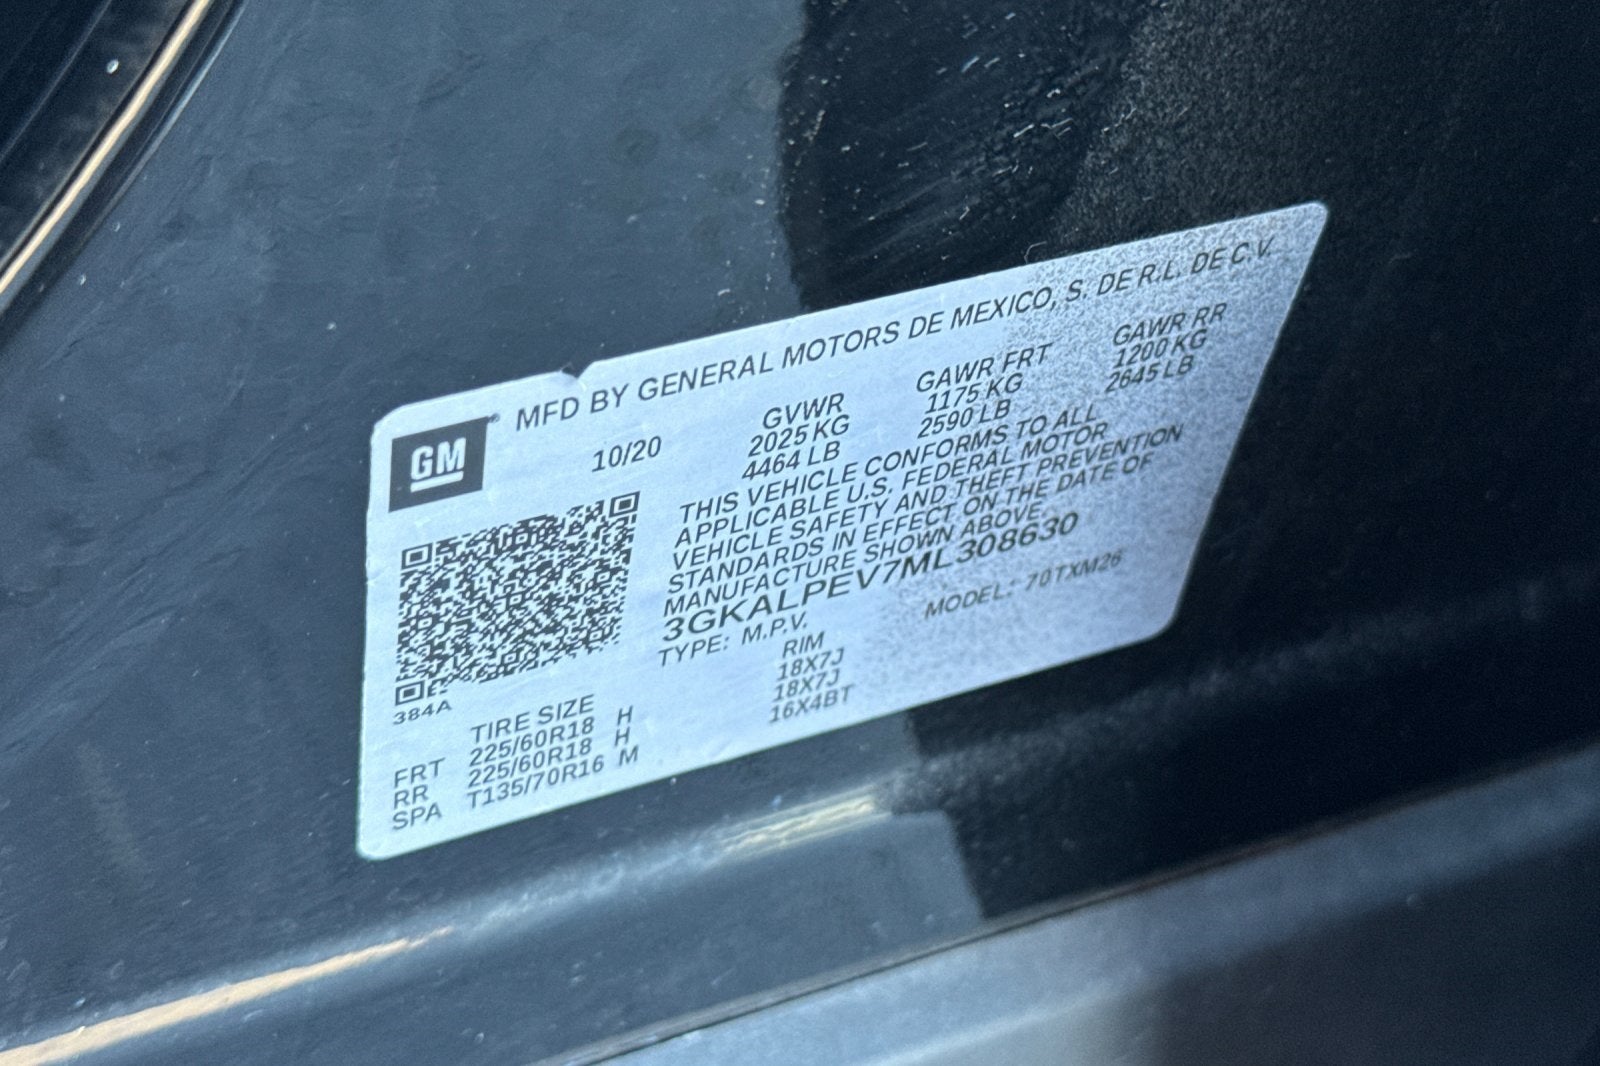 MFD BY GENERAL MOTORS DE MEXICO, S. DE R.L. DE C.V.
GM
10/20
GVWR GAWR FRT GAWR RR
2025 KG 1175 KG 1200 KG
4464 LB 2590 LB 2645 LB
THIS VEHICLE CONFORMS TO ALL
APPLICABLE U.S. FEDERAL MOTOR
VEHICLE SAFETY AND THEFT PREVENTION
STANDARDS IN EFFECT ON THE DATE OF
MANUFACTURE SHOWN ABOVE.
3GKALPEV7ML308630
TYPE: M.P.V. MODEL: 70TXM26
384A
TIRE SIZE RIM
FRT 225/60R18 H 18X7J
RR 225/60R18 H 18X7J
SPA T135/70R16 M 16X4BT